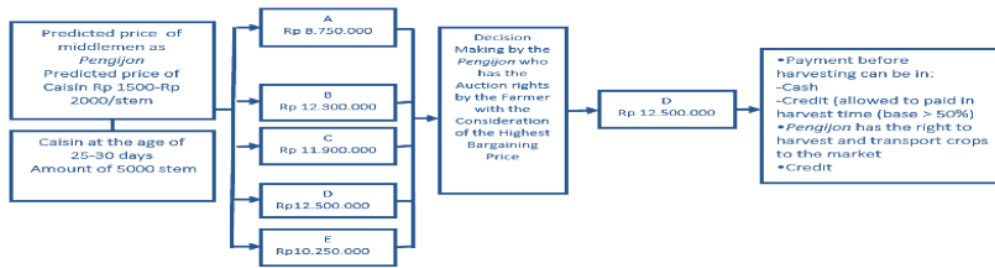 Predicted price of
middlemen as
Pengijon
Predicted price of
Caisin Rp 1500-Rp
2000/stem
Caisin at the age of
25-30 days
Amount of 5000 stem
A
Rp 8.750.000
B
Rp 12.300.000
C
Rp 11.900.000
D
Rp12.500.000
E
Rp10.250.000
Decision
Making by the
Pengijon who
has the
Auction rights
by the Farmer
with the
Consideration
of the Highest
Bargaining
Price
D
Rp 12.500.000
•Payment before
harvesting can be in:
-Cash
-Credit (allowed to paid in
harvest time (base > 50%)
•Pengijon has the right to
harvest and transport crops
to the market
•Credit